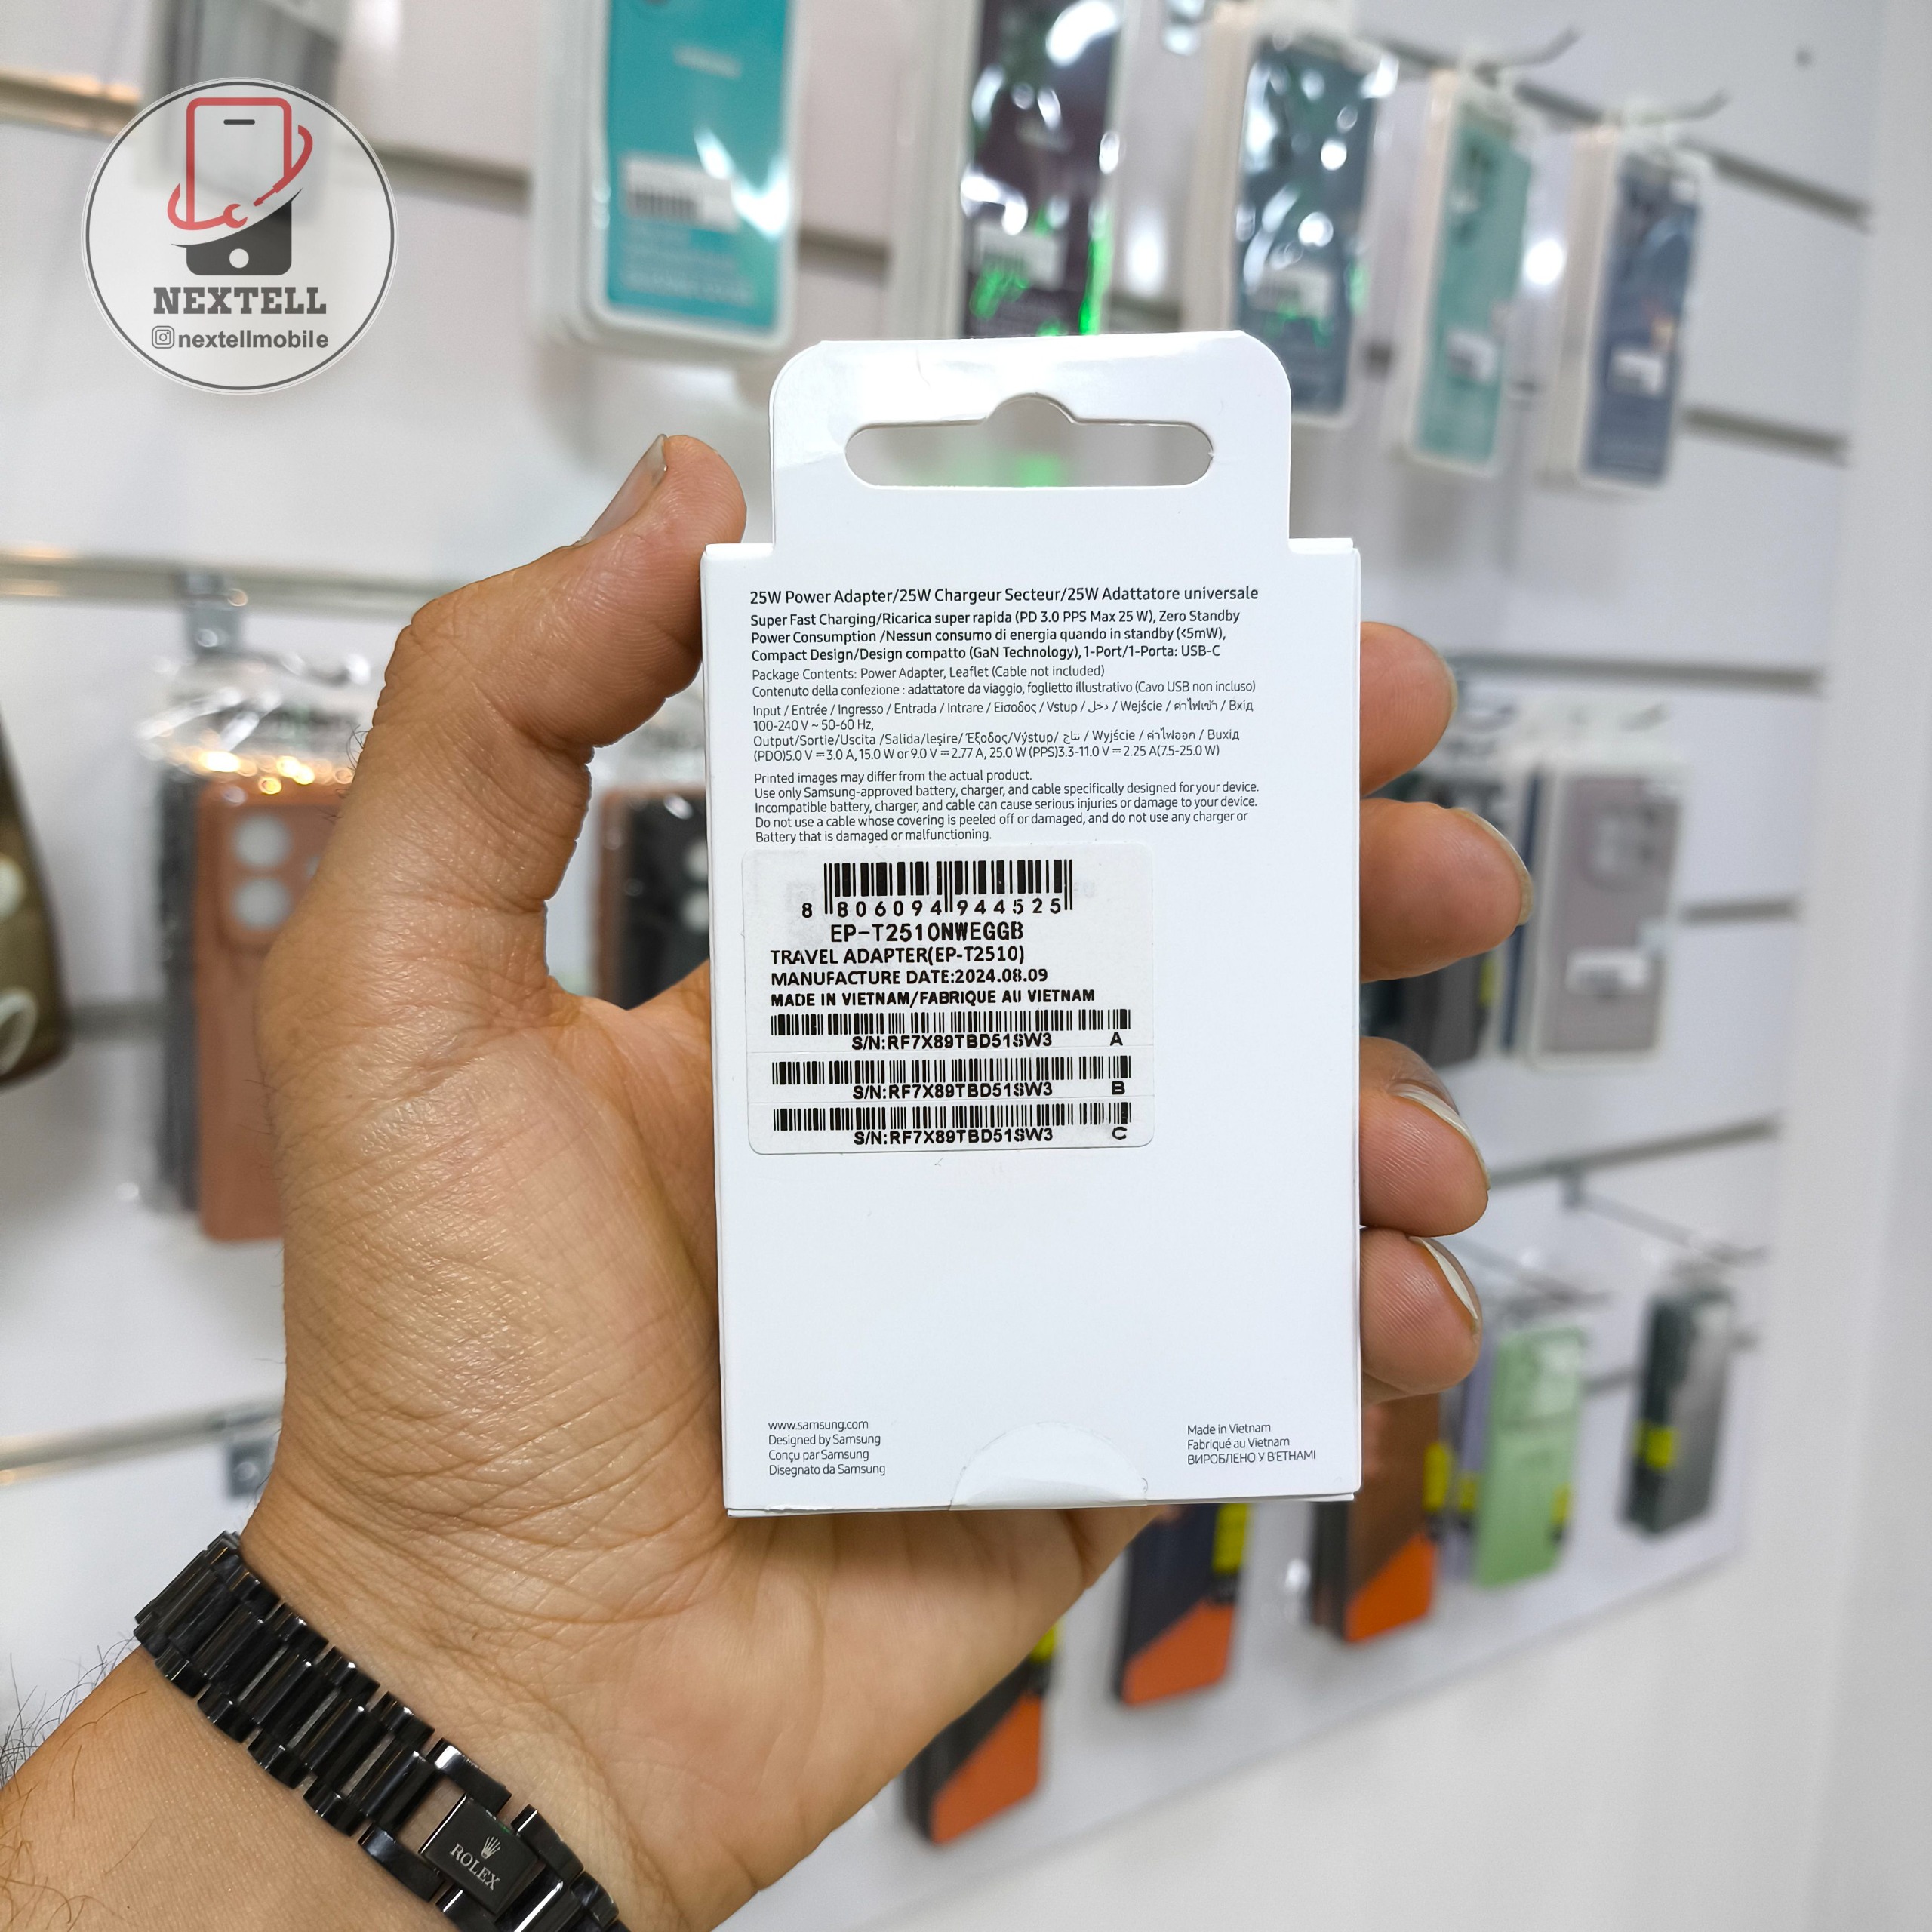 NEXTELL
nextellmobile
25W Power Adapter/25W Chargeur Secteur/25W Adattatore universale
Super Fast Charging/Ricarica super rapida (PD 3.0 PPS Max 25 W), Zero Standby
Power Consumption /Nessun consumo di energia quando in standby (<5mW),
Compact Design/Design compatto (GaN Technology), 1-Port/1-Porta: USB-C
Package Contents: Power Adapter, Leaflet (Cable not included)
Contenuto della confezione : adattatore da viaggio, foglietto illustrativo (Cavo USB non incluso)
Input / Entrée / Ingresso / Entrada / Intrare / Είσοδος / Vstup / دخل / Wejście / ค่าไฟเข้า / Вхід
100-240 V ~ 50-60 Hz,
Output/Sortie/Uscita /Salida/Ieşire/ Έξοδος/Výstup/ نتاج / Wyjście / ค่าไฟออก / Вихід
(PDO)5.0 V ⎓ 3.0 A, 15.0 W or 9.0 V ⎓ 2.77 A, 25.0 W (PPS)3.3-11.0 V ⎓ 2.25 A(7.5-25.0 W)
Printed images may differ from the actual product.
Use only Samsung-approved battery, charger, and cable specifically designed for your device.
Incompatible battery, charger, and cable can cause serious injuries or damage to your device.
Do not use a cable whose covering is peeled off or damaged, and do not use any charger or
Battery that is damaged or malfunctioning.
8 806094 944525
EP-T2510NWEGGB
TRAVEL ADAPTER(EP-T2510)
MANUFACTURE DATE:2024.08.09
MADE IN VIETNAM/FABRIQUE AU VIETNAM
S/N:RF7X89TBD51SW3 A
S/N:RF7X89TBD51SW3 B
S/N:RF7X89TBD51SW3 C
www.samsung.com
Designed by Samsung
Conçu par Samsung
Disegnato da Samsung
Made in Vietnam
Fabriqué au Vietnam
ВИРОБЛЕНО У В'ЄТНАМІ
ROLEX